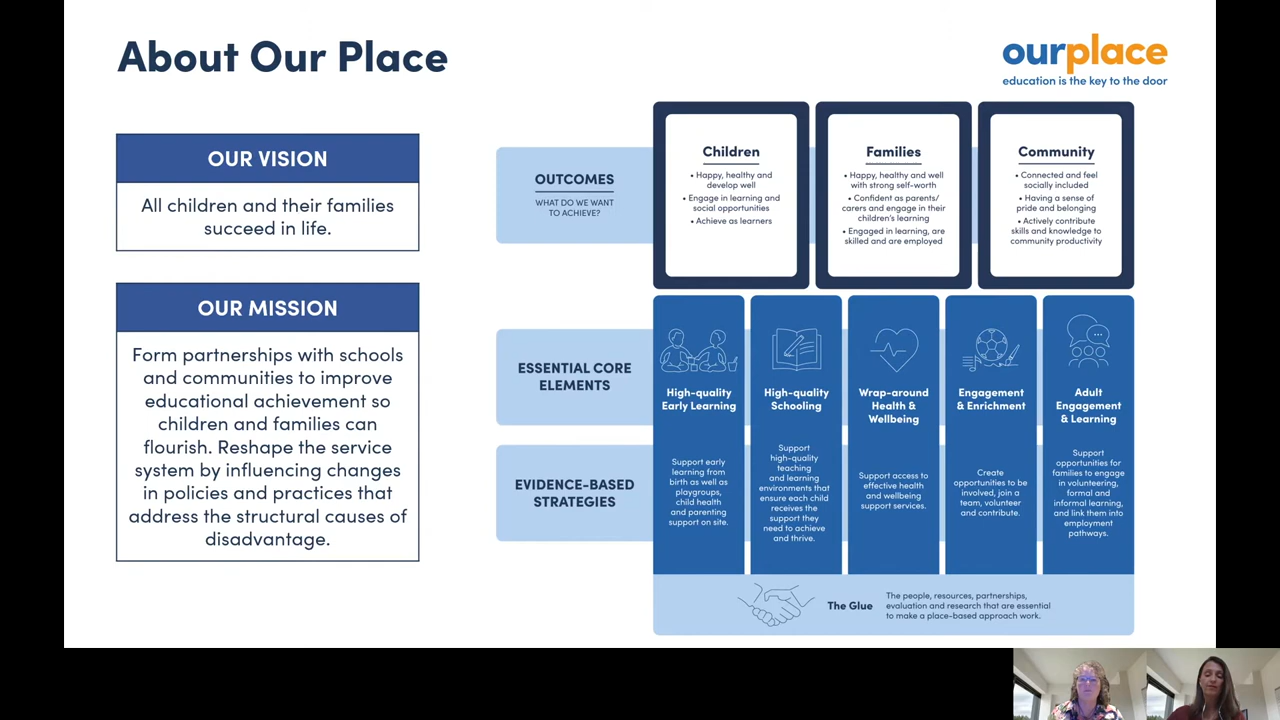 About Our Place
ourplace
education is the key to the door
OUR VISION
All children and their families
succeed in life.
OUR MISSION
Form partnerships with schools
and communities to improve
educational achievement so
children and families can
flourish. Reshape the service
system by influencing changes
in policies and practices that
address the structural causes of
disadvantage.
OUTCOMES
WHAT DO WE WANT
TO ACHIEVE?
Children
• Happy, healthy and
develop well
• Engage in learning and
social opportunities
• Achieve as learners
Families
• Happy, healthy and well
with strong self-worth
• Confident as parents/
carers and engage in their
children's learning
• Engaged in learning, are
skilled and are employed
Community
• Connected and feel
socially included
• Having a sense of
pride and belonging
• Actively contribute
skills and knowledge to
community productivity
ESSENTIAL CORE
ELEMENTS
High-quality
Early Learning
High-quality
Schooling
Wrap-around
Health &
Wellbeing
Engagement
& Enrichment
Adult
Engagement
& Learning
EVIDENCE-BASED
STRATEGIES
Support early
learning from
birth as well as
playgroups,
child health
and parenting
support on site.
Support
high-quality
teaching
and learning
environments that
ensure each child
receives the
support they
need to achieve
and thrive.
Support access to
effective health
and wellbeing
support services.
Create
opportunities to be
involved, join a
team, volunteer
and contribute.
Support
opportunities for
families to engage
in volunteering,
formal and
informal learning,
and link them into
employment
pathways.
The Glue
The people, resources, partnerships,
evaluation and research that are essential
to make a place-based approach work.